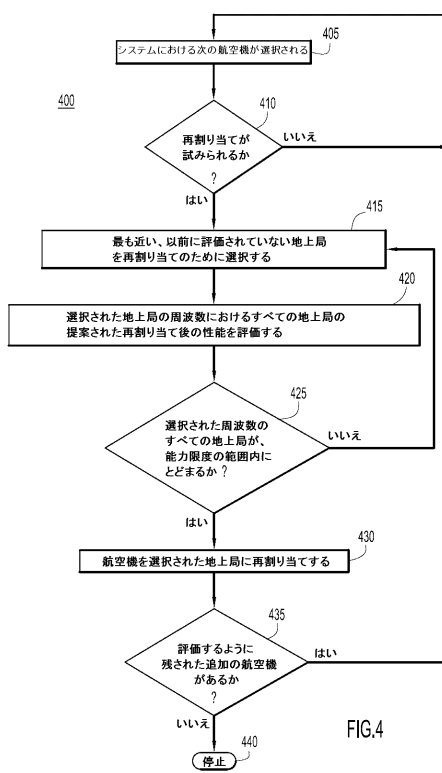 405
システムにおける次の航空機が選択される
400
410
再割り当てが
試みられるか
?
いいえ
はい
415
最も近い、以前に評価されていない地上局
を再割り当てのために選択する
420
選択された地上局の周波数におけるすべての地上局の
提案された再割り当て後の性能を評価する
425
選択された周波数の
すべての地上局が、
能力限度の範囲内に
とどまるか?
いいえ
はい
430
航空機を選択された地上局に再割り当てする
435
評価するように
残された追加の航空機
があるか
?
はい
いいえ
440
停止
FIG.4